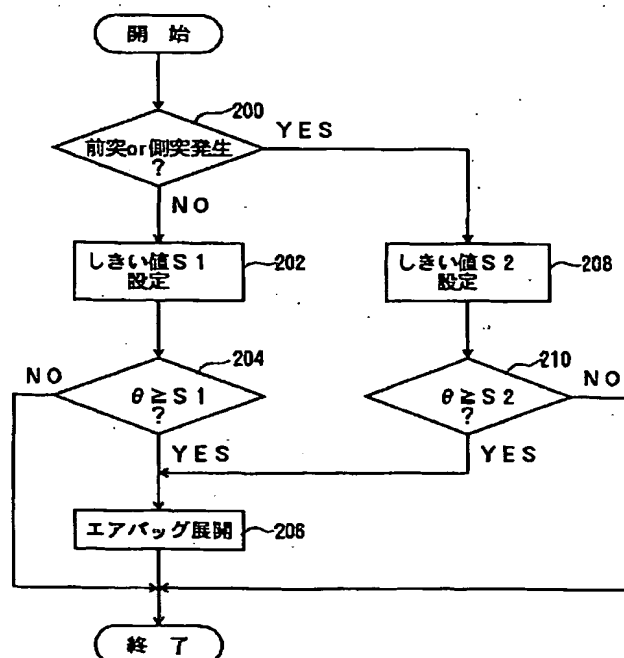 開始
200
前突or側突発生
?
YES
NO
しきい値S1
設定
202
しきい値S2
設定
208
204
NO
θ≧S1
?
YES
210
NO
θ≧S2
?
YES
エアバッグ展開
206
終了